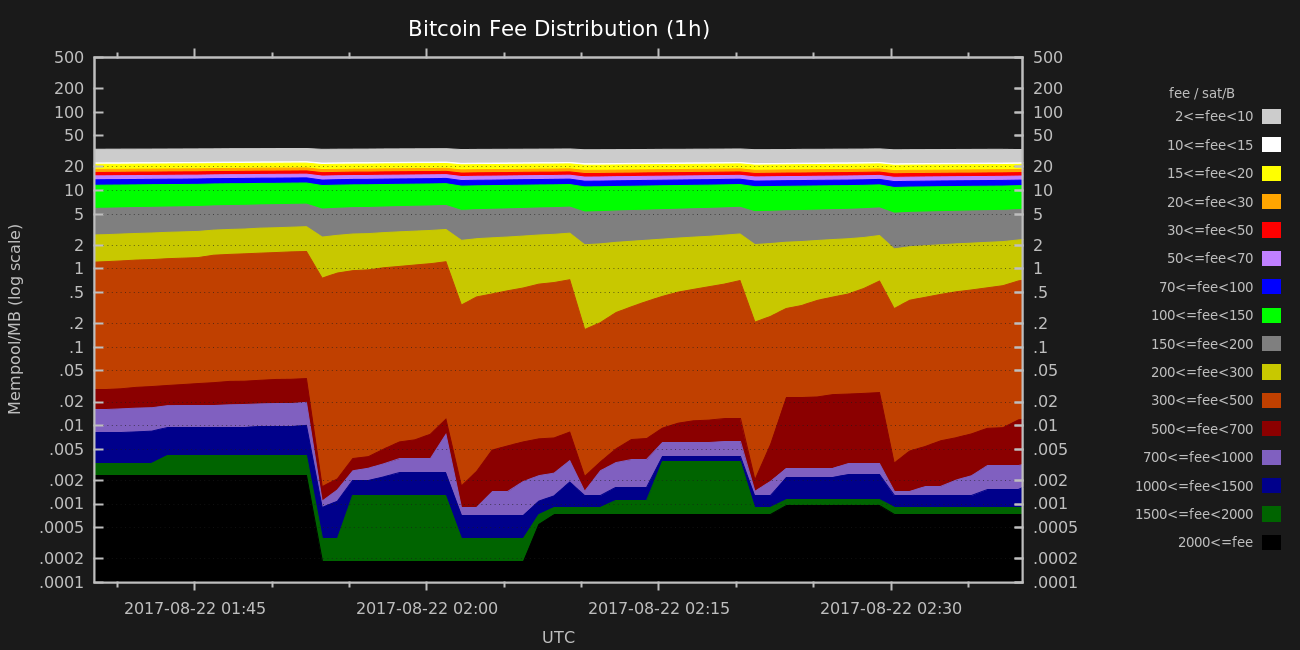 Bitcoin Fee Distribution (1h)
500
200
100
50
20
10
5
2
1
.5
.2
.1
.05
.02
.01
.005
.002
.001
.0005
.0002
.0001
Mempool/MB (log scale)
500
200
100
50
20
10
5
2
1
.5
.2
.1
.05
.02
.01
.005
.002
.001
.0005
.0002
.0001
2017-08-22 01:45
2017-08-22 02:00
2017-08-22 02:15
2017-08-22 02:30
UTC
fee / sat/B
2<=fee<10
10<=fee<15
15<=fee<20
20<=fee<30
30<=fee<50
50<=fee<70
70<=fee<100
100<=fee<150
150<=fee<200
200<=fee<300
300<=fee<500
500<=fee<700
700<=fee<1000
1000<=fee<1500
1500<=fee<2000
2000<=fee